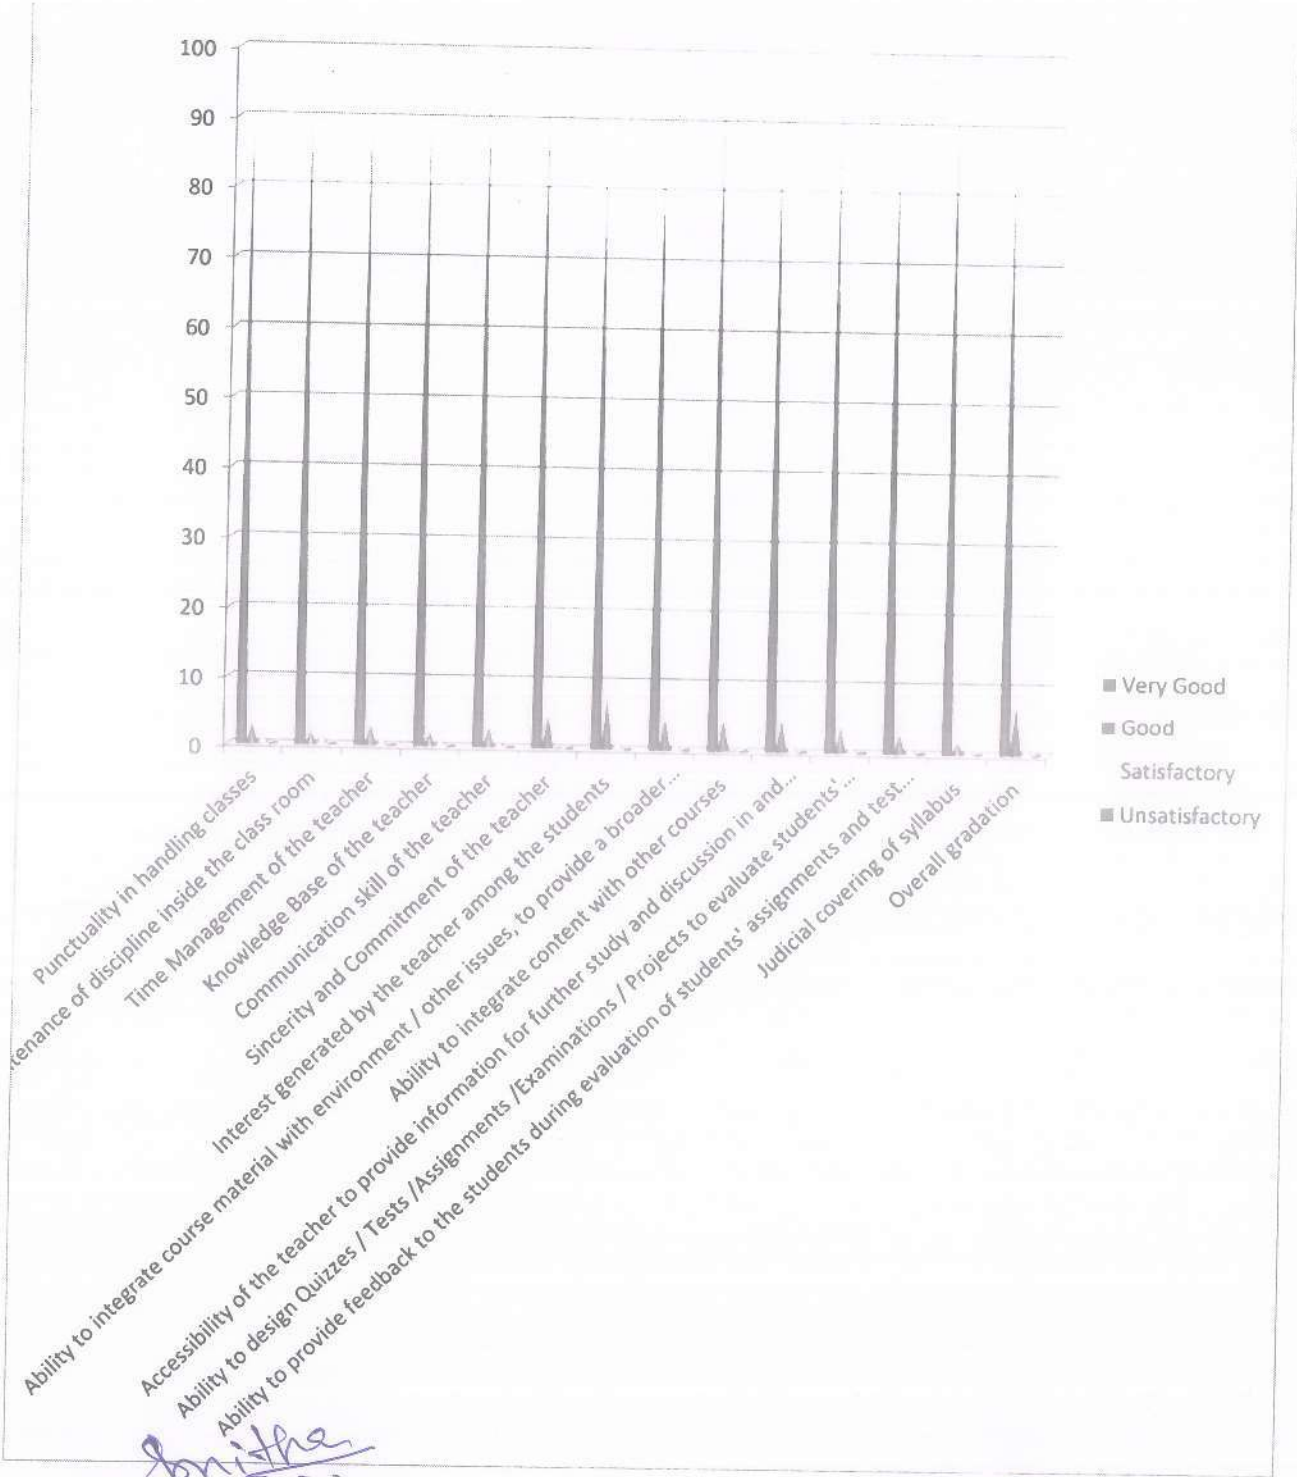 100
90
80
70
60
50
40
30
20
10
0
Very Good
Good
Satisfactory
Unsatisfactory
Punctuality in handling classes
tenance of discipline inside the class room
Time Management of the teacher
Knowledge Base of the teacher
Communication skill of the teacher
Sincerity and Commitment of the teacher
Interest generated by the teacher among the students
Ability to integrate course material with environment / other issues, to provide a broader...
Ability to integrate content with other courses
Accessibility of the teacher to provide information for further study and discussion in and...
Ability to design Quizzes / Tests /Assignments /Examinations / Projects to evaluate students'...
Ability to provide feedback to the students during evaluation of students' assignments and test...
Judicial covering of syllabus
Overall gradation
Smitha